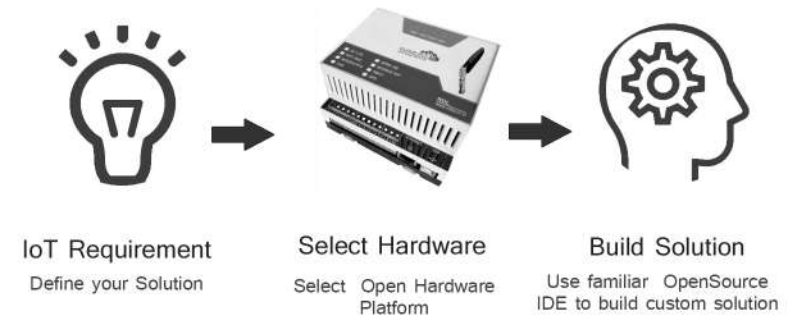 IoT Requirement
Define your Solution
Select Hardware
Select Open Hardware
Platform
Build Solution
Use familiar OpenSource
IDE to build custom solution